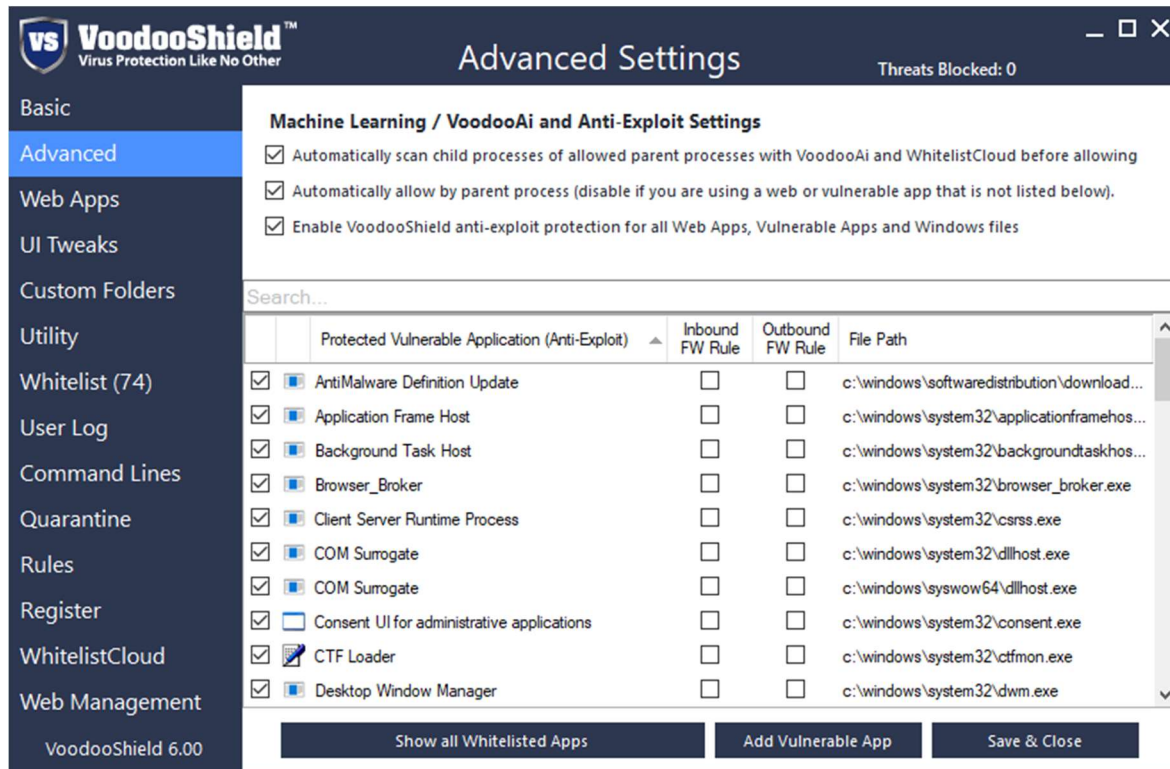 VS VoodooShield™
Virus Protection Like No Other
Advanced Settings
Threats Blocked: 0
Basic
Advanced
Web Apps
UI Tweaks
Custom Folders
Utility
Whitelist (74)
User Log
Command Lines
Quarantine
Rules
Register
WhitelistCloud
Web Management
VoodooShield 6.00
Machine Learning / VoodooAi and Anti-Exploit Settings
Automatically scan child processes of allowed parent processes with VoodooAi and WhitelistCloud before allowing
Automatically allow by parent process (disable if you are using a web or vulnerable app that is not listed below).
Enable VoodooShield anti-exploit protection for all Web Apps, Vulnerable Apps and Windows files
Search...
Protected Vulnerable Application (Anti-Exploit) Inbound FW Rule Outbound FW Rule File Path
AntiMalware Definition Update c:\windows\softwaredistribution\download...
Application Frame Host c:\windows\system32\applicationframehos...
Background Task Host c:\windows\system32\backgroundtaskhos...
Browser_Broker c:\windows\system32\browser_broker.exe
Client Server Runtime Process c:\windows\system32\csrss.exe
COM Surrogate c:\windows\system32\dllhost.exe
COM Surrogate c:\windows\syswow64\dllhost.exe
Consent UI for administrative applications c:\windows\system32\consent.exe
CTF Loader c:\windows\system32\ctfmon.exe
Desktop Window Manager c:\windows\system32\dwm.exe
Show all Whitelisted Apps Add Vulnerable App Save & Close